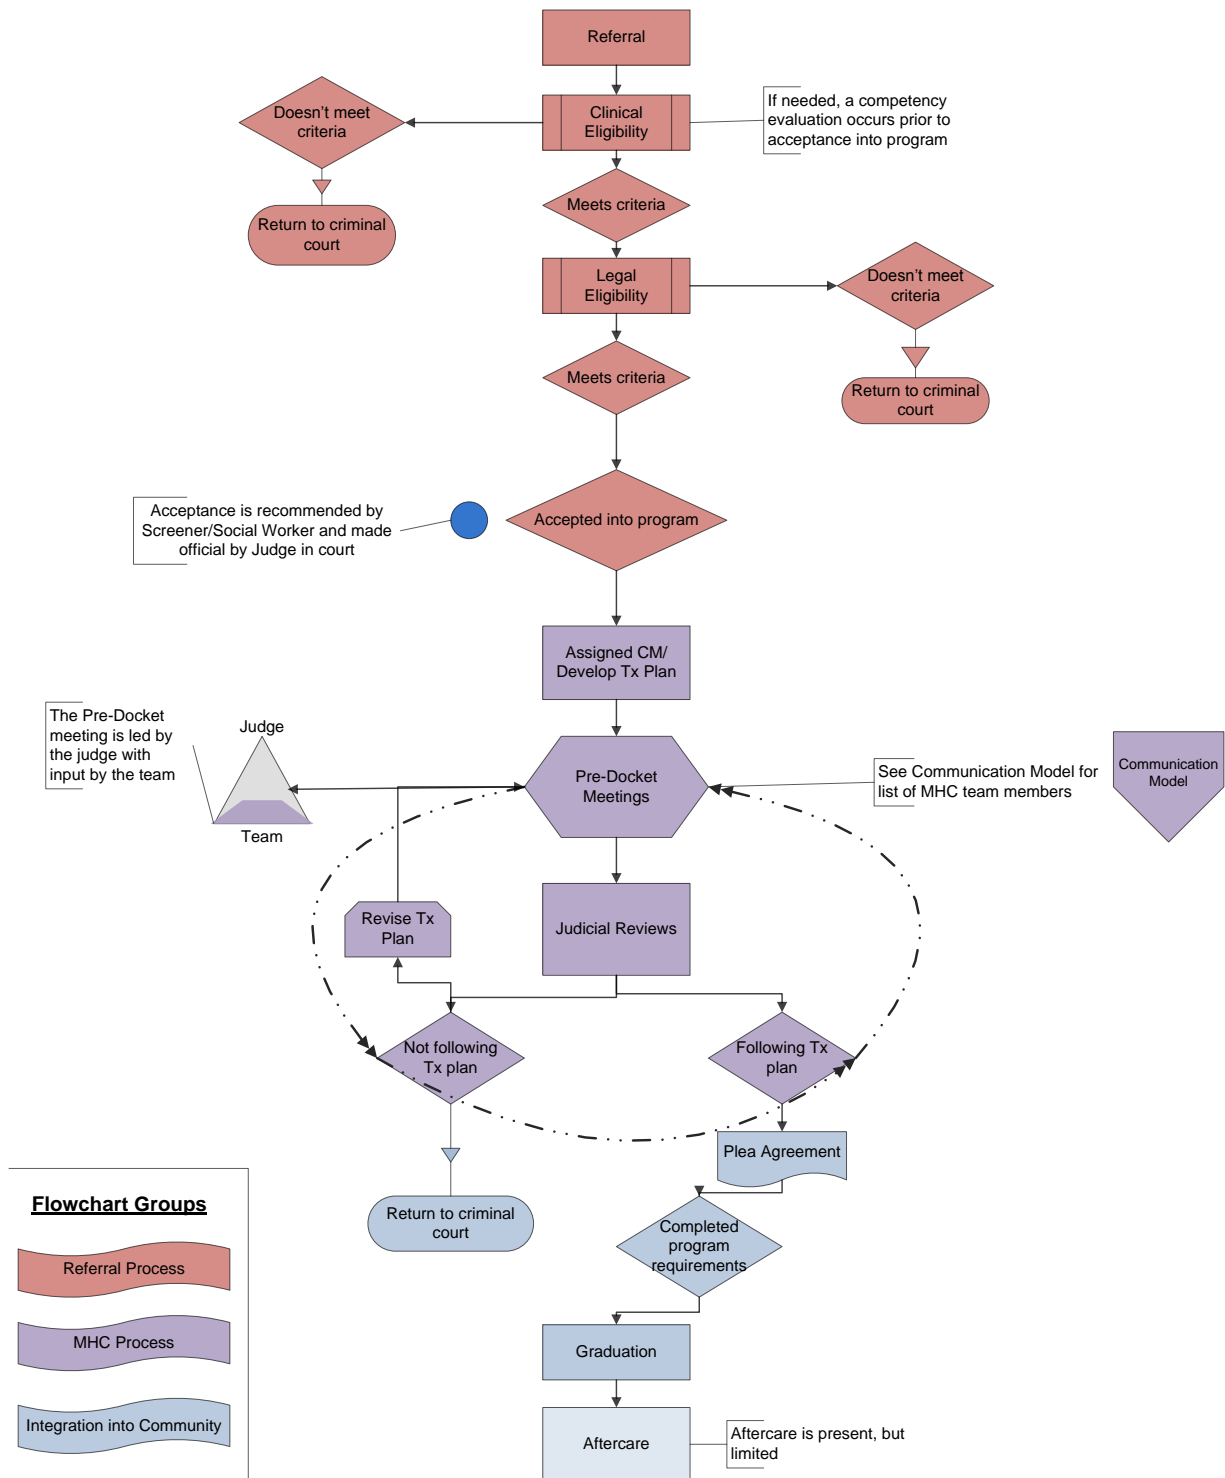 Referral
Doesn't meet
criteria
Clinical
Eligibility
If needed, a competency
evaluation occurs prior to
acceptance into program
Meets criteria
Return to criminal
court
Legal
Eligibility
Doesn't meet
criteria
Meets criteria
Return to criminal
court
Acceptance is recommended by
Screener/Social Worker and made
official by Judge in court
Accepted into program
Assigned CM/
Develop Tx Plan
The Pre-Docket
meeting is led by
the judge with
input by the team
Judge
Team
Pre-Docket
Meetings
See Communication Model for
list of MHC team members
Communication
Model
Revise Tx
Plan
Judicial Reviews
Not following
Tx plan
Following Tx
plan
Plea Agreement
Return to criminal
court
Completed
program
requirements
Flowchart Groups
Referral Process
MHC Process
Integration into Community
Graduation
Aftercare
Aftercare is present, but
limited